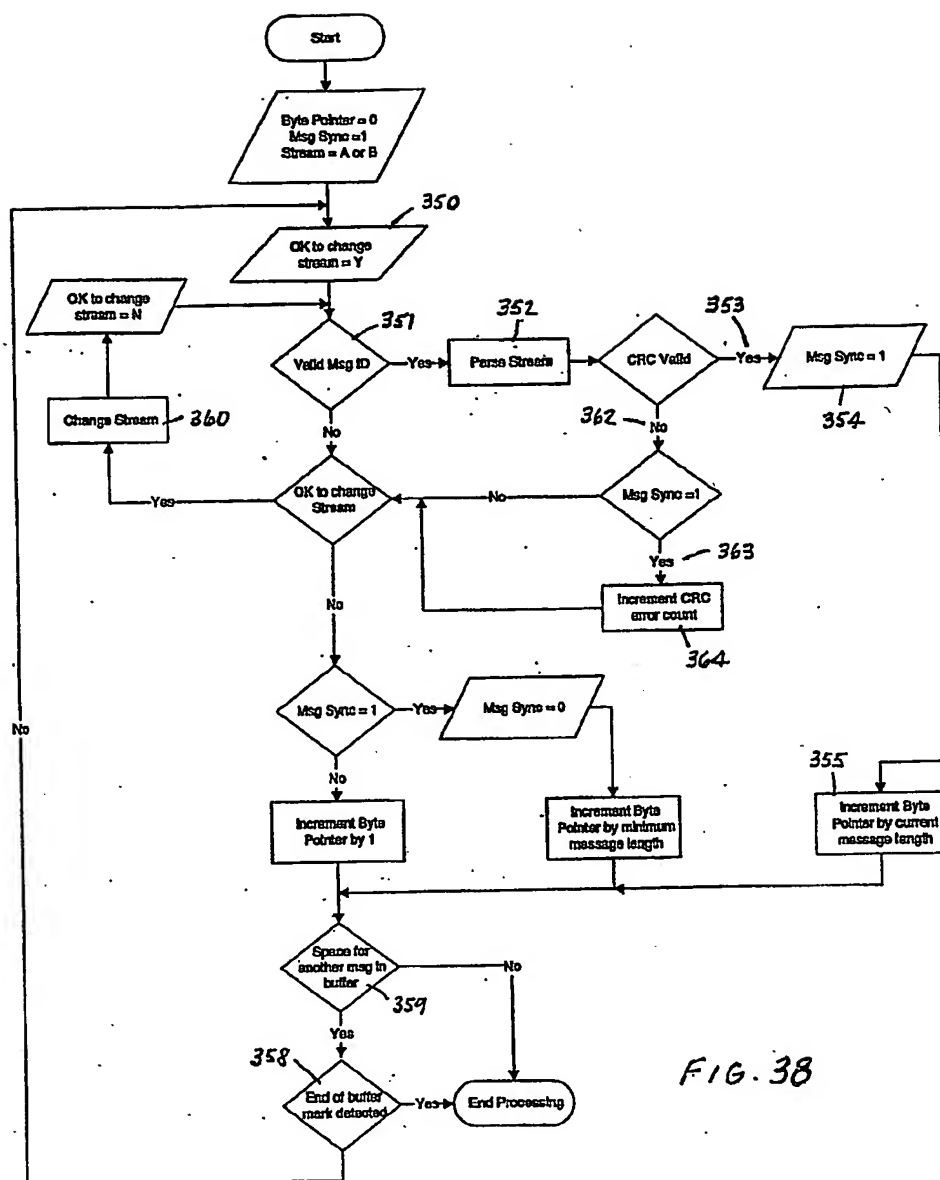 Start
Byte Pointer = 0
Msg Sync =1
Stream = A or B
350
OK to change
stream = Y
OK to change
stream = N
351
Valid Msg ID
Yes
352
Parse Stream
CRC Valid
353
Yes
Msg Sync = 1
354
Change Stream
360
No
362
No
Yes
OK to change
Stream
No
Msg Sync =1
Yes
363
Increment CRC
error count
364
No
Msg Sync = 1
Yes
Msg Sync = 0
No
No
Increment Byte
Pointer by 1
Increment Byte
Pointer by minimum
message length
355
Increment Byte
Pointer by current
message length
Space for
another msg in
buffer
359
No
Yes
358
End of buffer
mark detected
Yes
End Processing
FIG. 38